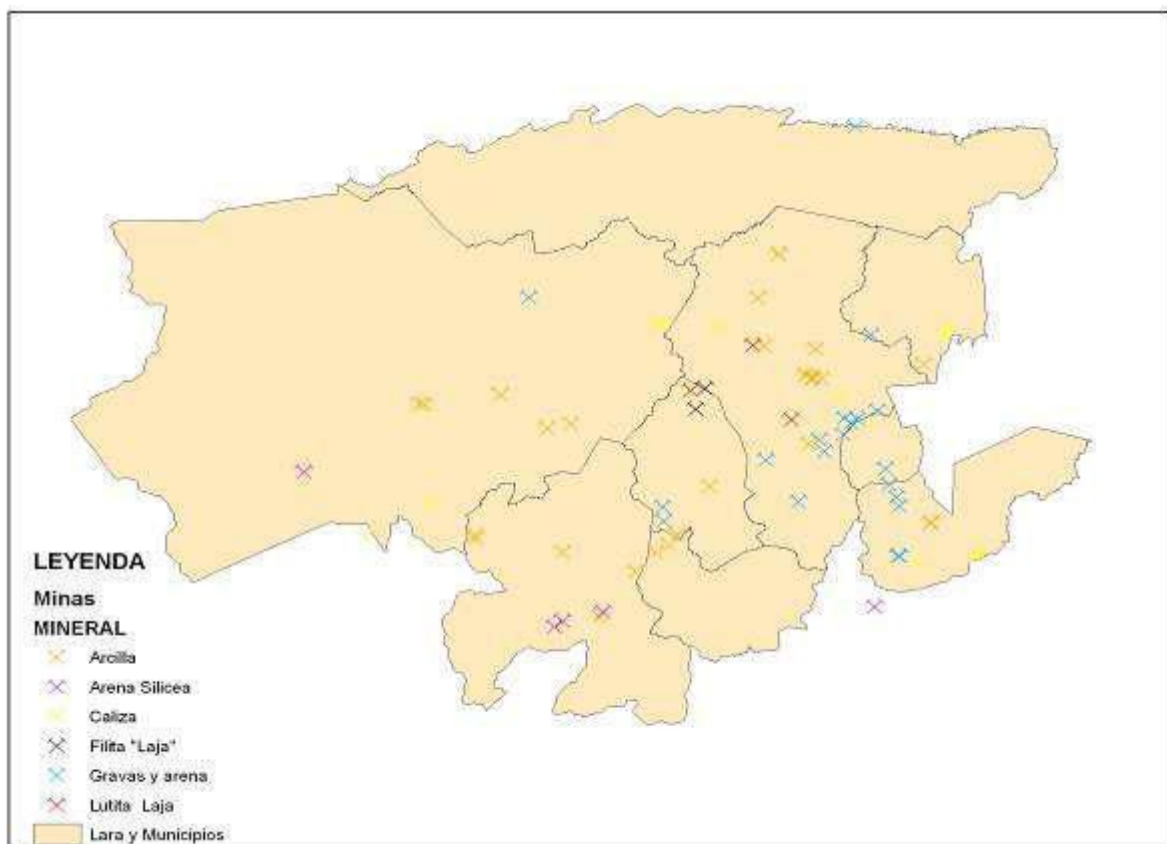 LEYENDA
Minas
MINERAL
Arcilla
Arena Silicea
Caliza
Filita "Laja"
Gravas y arena
Lutita Laja
Lara y Municipios